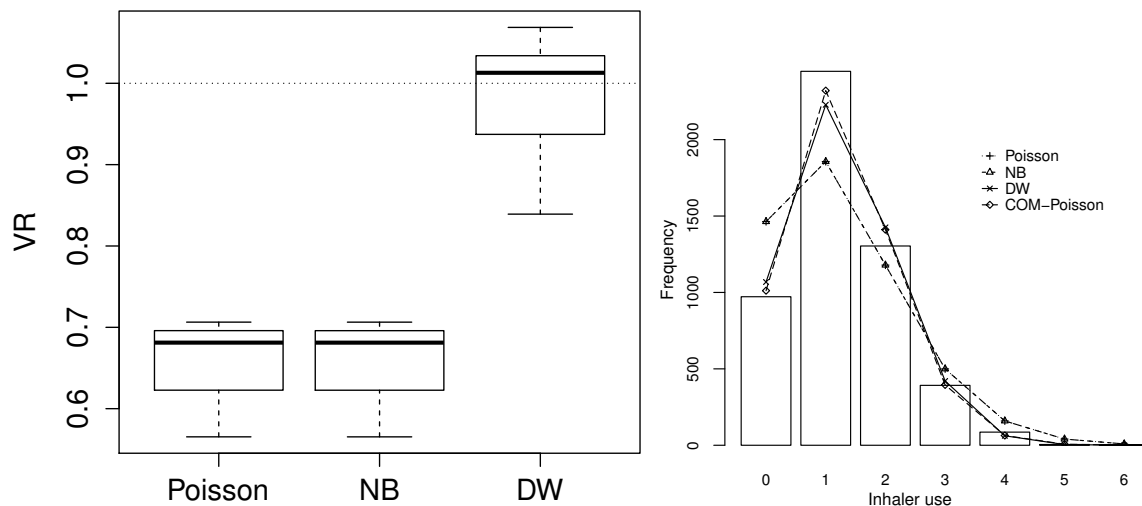 VR
1.0
0.9
0.8
0.7
0.6
Poisson NB DW
Frequency
2000
1500
1000
500
0
Poisson
NB
DW
COM−Poisson
0 1 2 3 4 5 6
Inhaler use